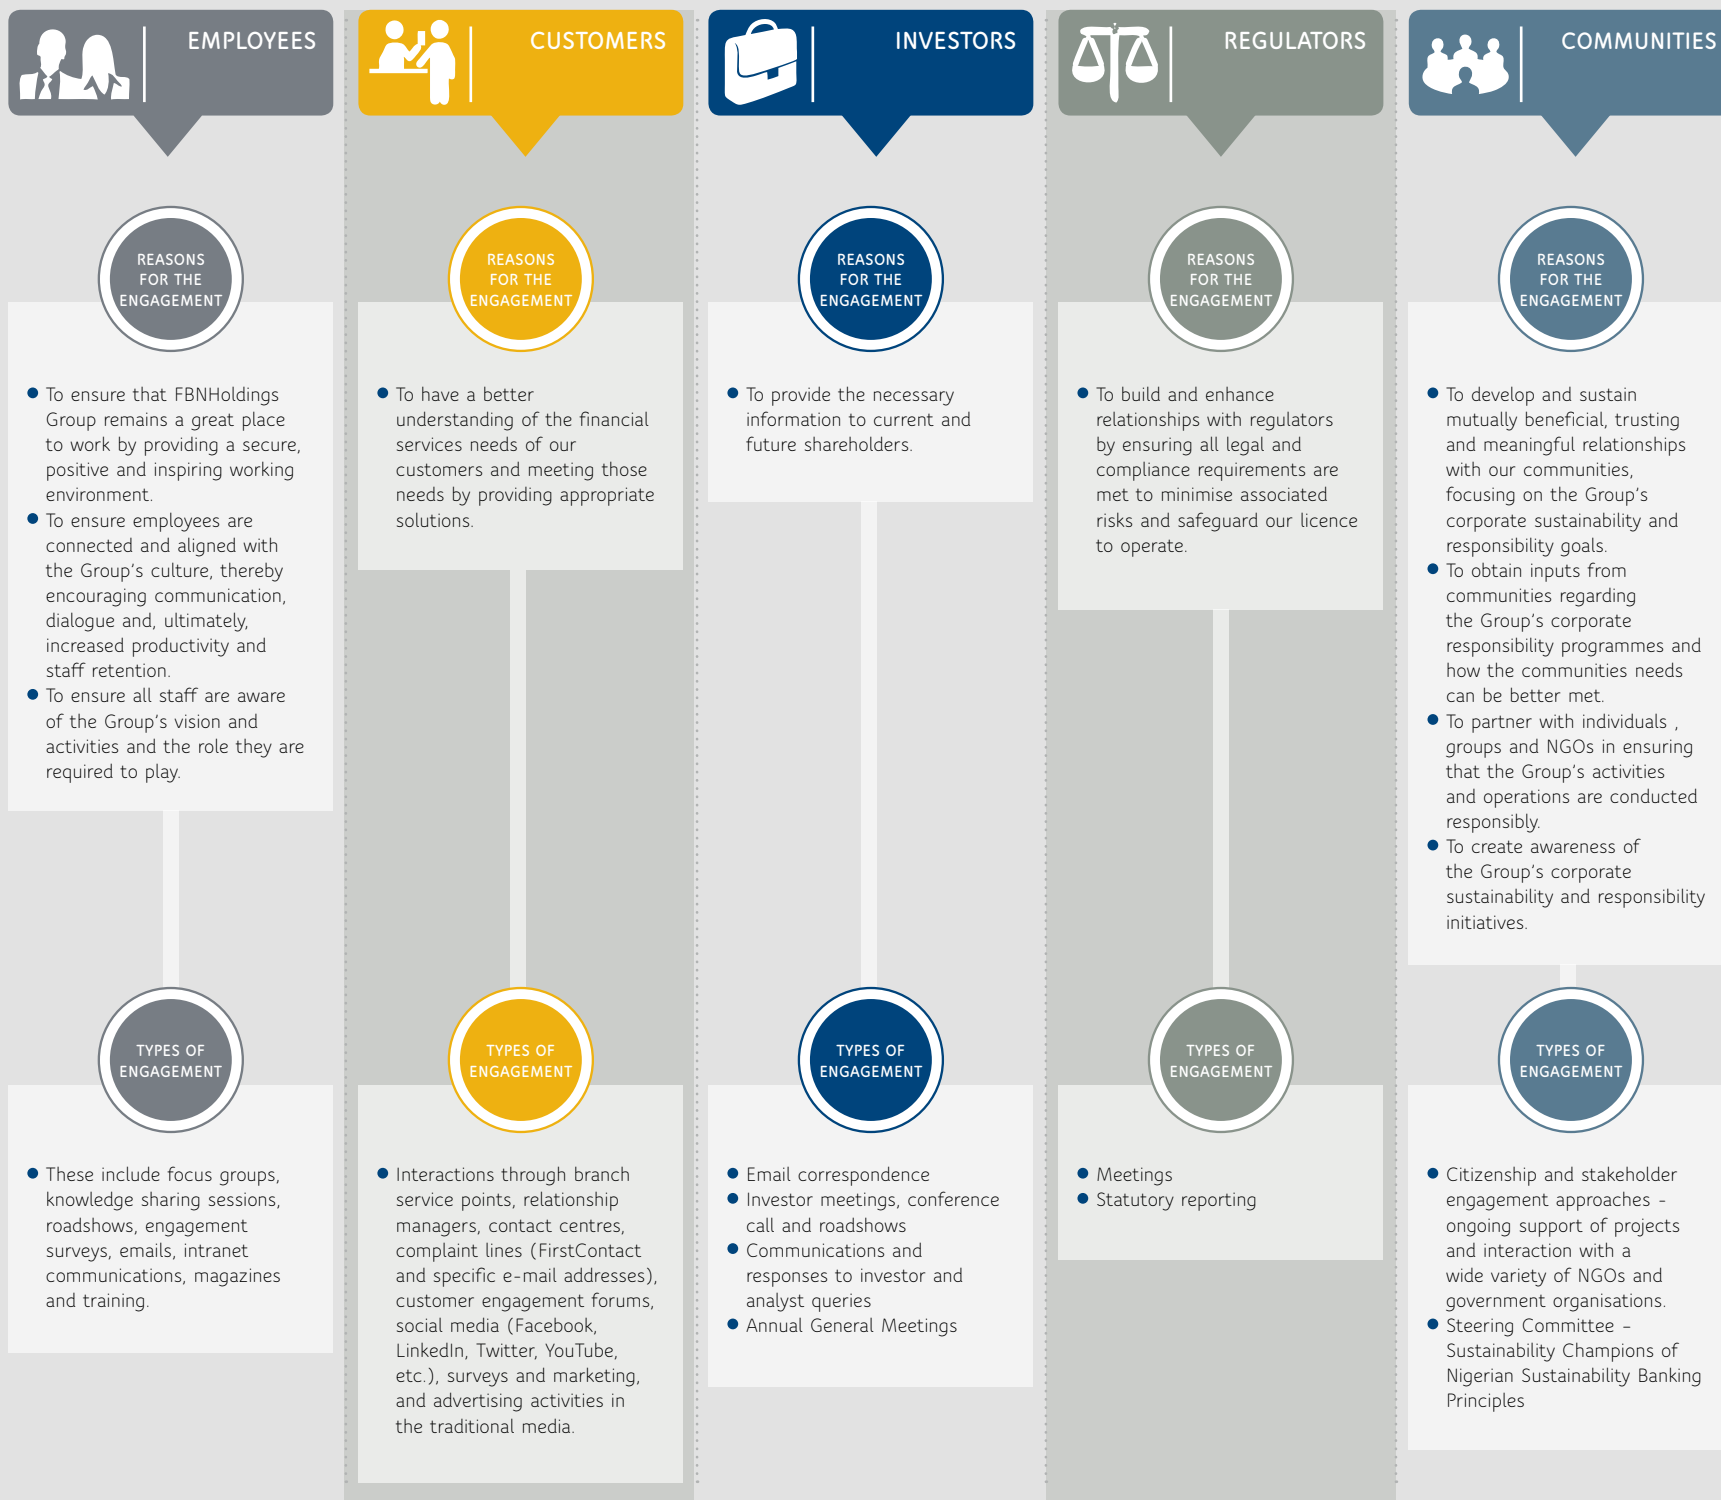 EMPLOYEES
REASONS
FOR THE
ENGAGEMENT
To ensure that FBNHoldings
Group remains a great place
to work by providing a secure,
positive and inspiring working
environment.
To ensure employees are
connected and aligned with
the Group's culture, thereby
encouraging communication,
dialogue and, ultimately,
increased productivity and
staff retention.
To ensure all staff are aware
of the Group's vision and
activities and the role they are
required to play.
TYPES OF
ENGAGEMENT
These include focus groups,
knowledge sharing sessions,
roadshows, engagement
surveys, emails, intranet
communications, magazines
and training.
CUSTOMERS
REASONS
FOR THE
ENGAGEMENT
To have a better
understanding of the financial
services needs of our
customers and meeting those
needs by providing appropriate
solutions.
TYPES OF
ENGAGEMENT
Interactions through branch
service points, relationship
managers, contact centres,
complaint lines (FirstContact
and specific e-mail addresses),
customer engagement forums,
social media (Facebook,
LinkedIn, Twitter, YouTube,
etc.), surveys and marketing,
and advertising activities in
the traditional media.
INVESTORS
REASONS
FOR THE
ENGAGEMENT
To provide the necessary
information to current and
future shareholders.
TYPES OF
ENGAGEMENT
Email correspondence
Investor meetings, conference
call and roadshows
Communications and
responses to investor and
analyst queries
Annual General Meetings
REGULATORS
REASONS
FOR THE
ENGAGEMENT
To build and enhance
relationships with regulators
by ensuring all legal and
compliance requirements are
met to minimise associated
risks and safeguard our licence
to operate.
TYPES OF
ENGAGEMENT
Meetings
Statutory reporting
COMMUNITIES
REASONS
FOR THE
ENGAGEMENT
To develop and sustain
mutually beneficial, trusting
and meaningful relationships
with our communities,
focusing on the Group's
corporate sustainability and
responsibility goals.
To obtain inputs from
communities regarding
the Group's corporate
responsibility programmes and
how the communities needs
can be better met.
To partner with individuals ,
groups and NGOs in ensuring
that the Group's activities
and operations are conducted
responsibly.
To create awareness of
the Group's corporate
sustainability and responsibility
initiatives.
TYPES OF
ENGAGEMENT
Citizenship and stakeholder
engagement approaches -
ongoing support of projects
and interaction with a
wide variety of NGOs and
government organisations.
Steering Committee –
Sustainability Champions of
Nigerian Sustainability Banking
Principles